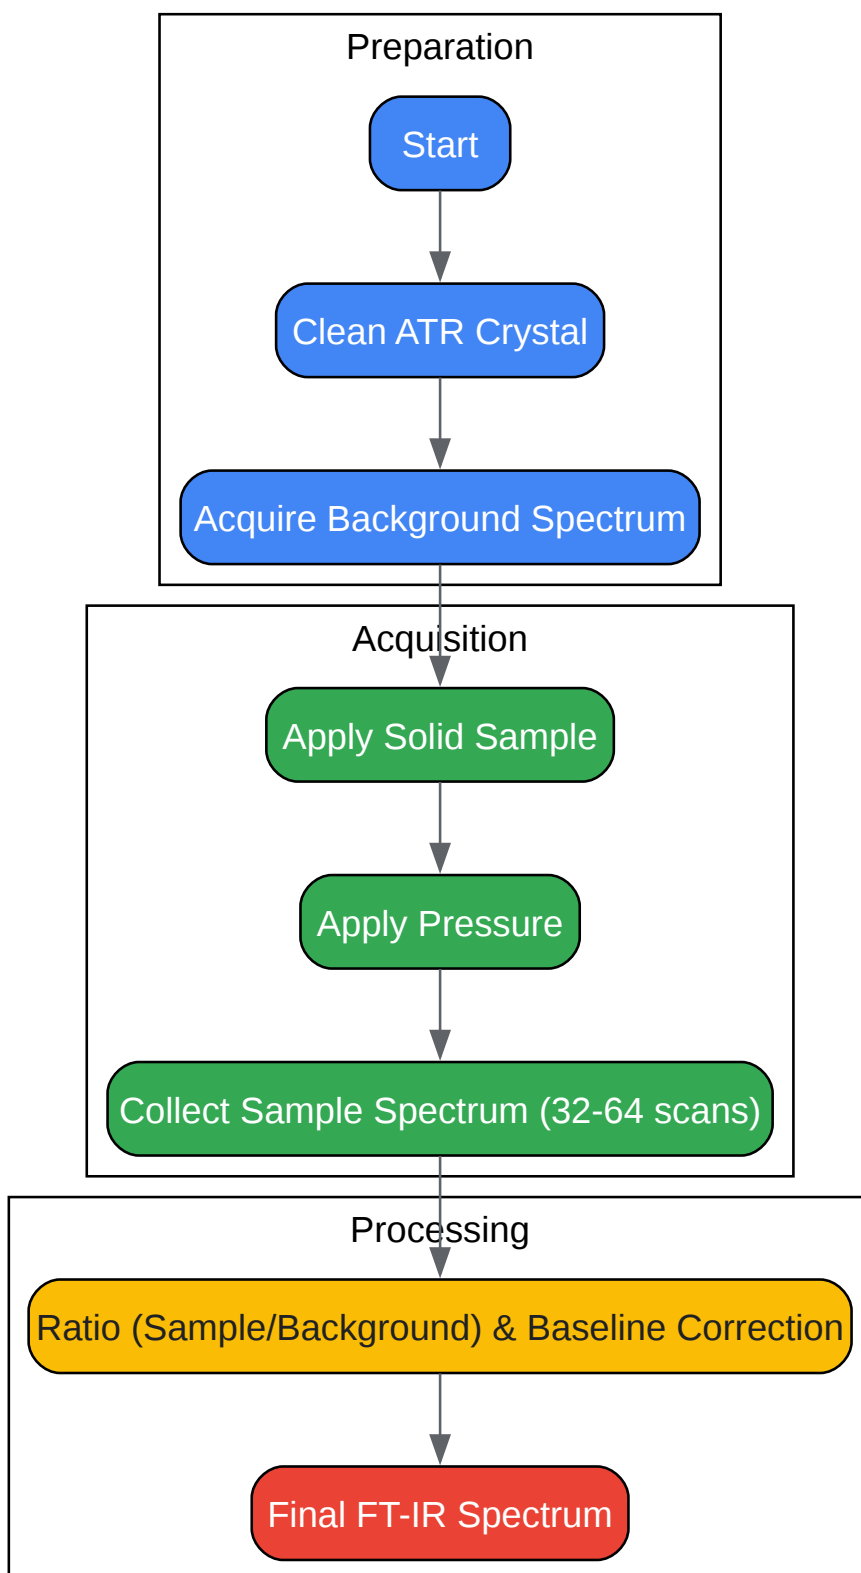 Preparation
Start
Clean ATR Crystal
Acquire Background Spectrum
Acquisition
Apply Solid Sample
Apply Pressure
Collect Sample Spectrum (32-64 scans)
Processing
Ratio (Sample/Background) & Baseline Correction
Final FT-IR Spectrum